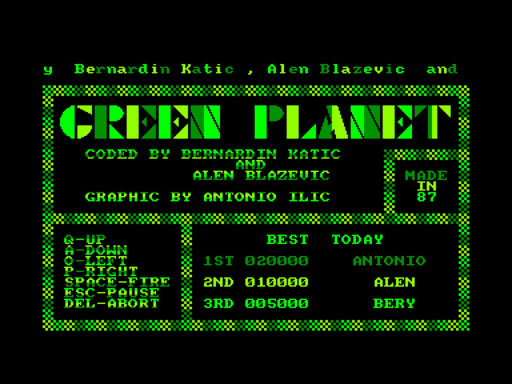 y Bernardin Katic , Alen Blazevic and
GREEN PLANET
CODED BY BERNARDIN KATIC
AND
ALEN BLAZEVIC
GRAPHIC BY ANTONIO ILIC
MADE
IN
87
Q-UP
A-DOWN
O-LEFT
P-RIGHT
SPACE-FIRE
ESC-PAUSE
DEL-ABORT
BEST TODAY
1ST 020000 ANTONIO
2ND 010000 ALEN
3RD 005000 BERY